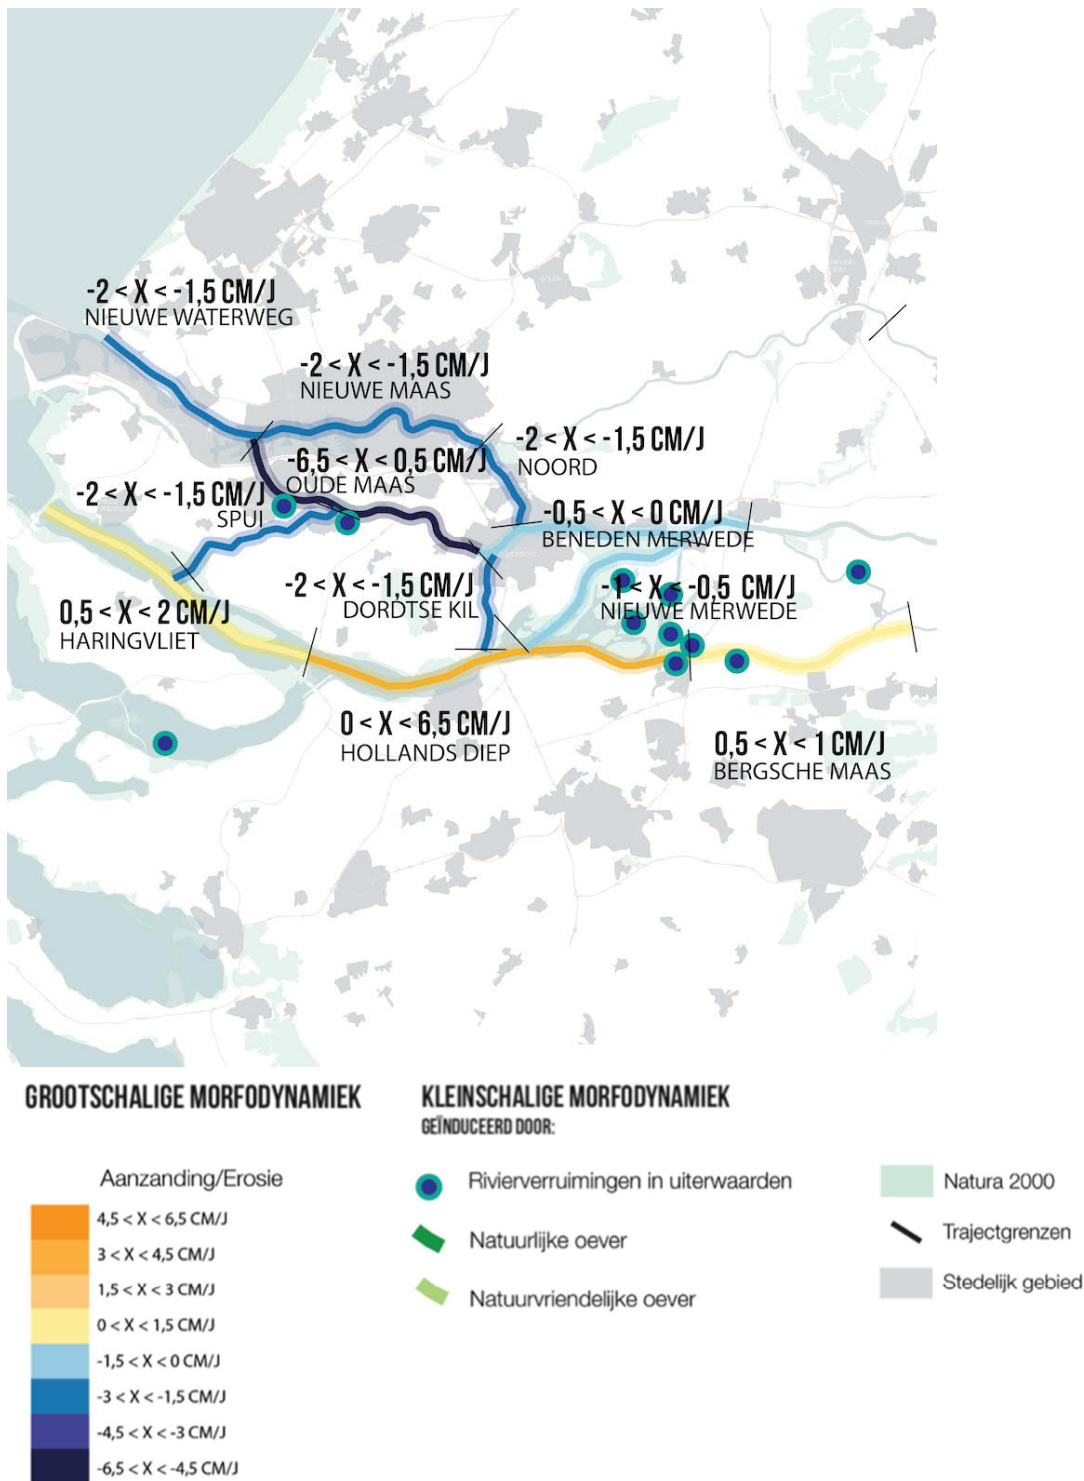 -2 < X < -1,5 CM/J
NIEUWE WATERWEG
-2 < X < -1,5 CM/J
NIEUWE MAAS
-2 < X < -1,5 CM/J
NOORD
-6,5 < X < 0,5 CM/J
OUDE MAAS
-2 < X < -1,5 CM/J
SPUI
-0,5 < X < 0 CM/J
BENEDEN MERWEDE
-2 < X < -1,5 CM/J
DORDTSE KIL
-1 < X < -0,5 CM/J
NIEUWE MERWEDE
0,5 < X < 2 CM/J
HARINGVLIET
0 < X < 6,5 CM/J
HOLLANDS DIEP
0,5 < X < 1 CM/J
BERGSCHE MAAS
GROOTSCHALIGE MORFODYNAMIEK
Aanzanding/Erosie
4,5 < X < 6,5 CM/J
3 < X < 4,5 CM/J
1,5 < X < 3 CM/J
0 < X < 1,5 CM/J
-1,5 < X < 0 CM/J
-3 < X < -1,5 CM/J
-4,5 < X < -3 CM/J
-6,5 < X < -4,5 CM/J
KLEINSCHALIGE MORFODYNAMIEK
GEÏNDUCEERD DOOR:
Rivierverruimingen in uiterwaarden
Natuurlijke oever
Natuurvriendelijke oever
Natura 2000
Trajectgrenzen
Stedelijk gebied